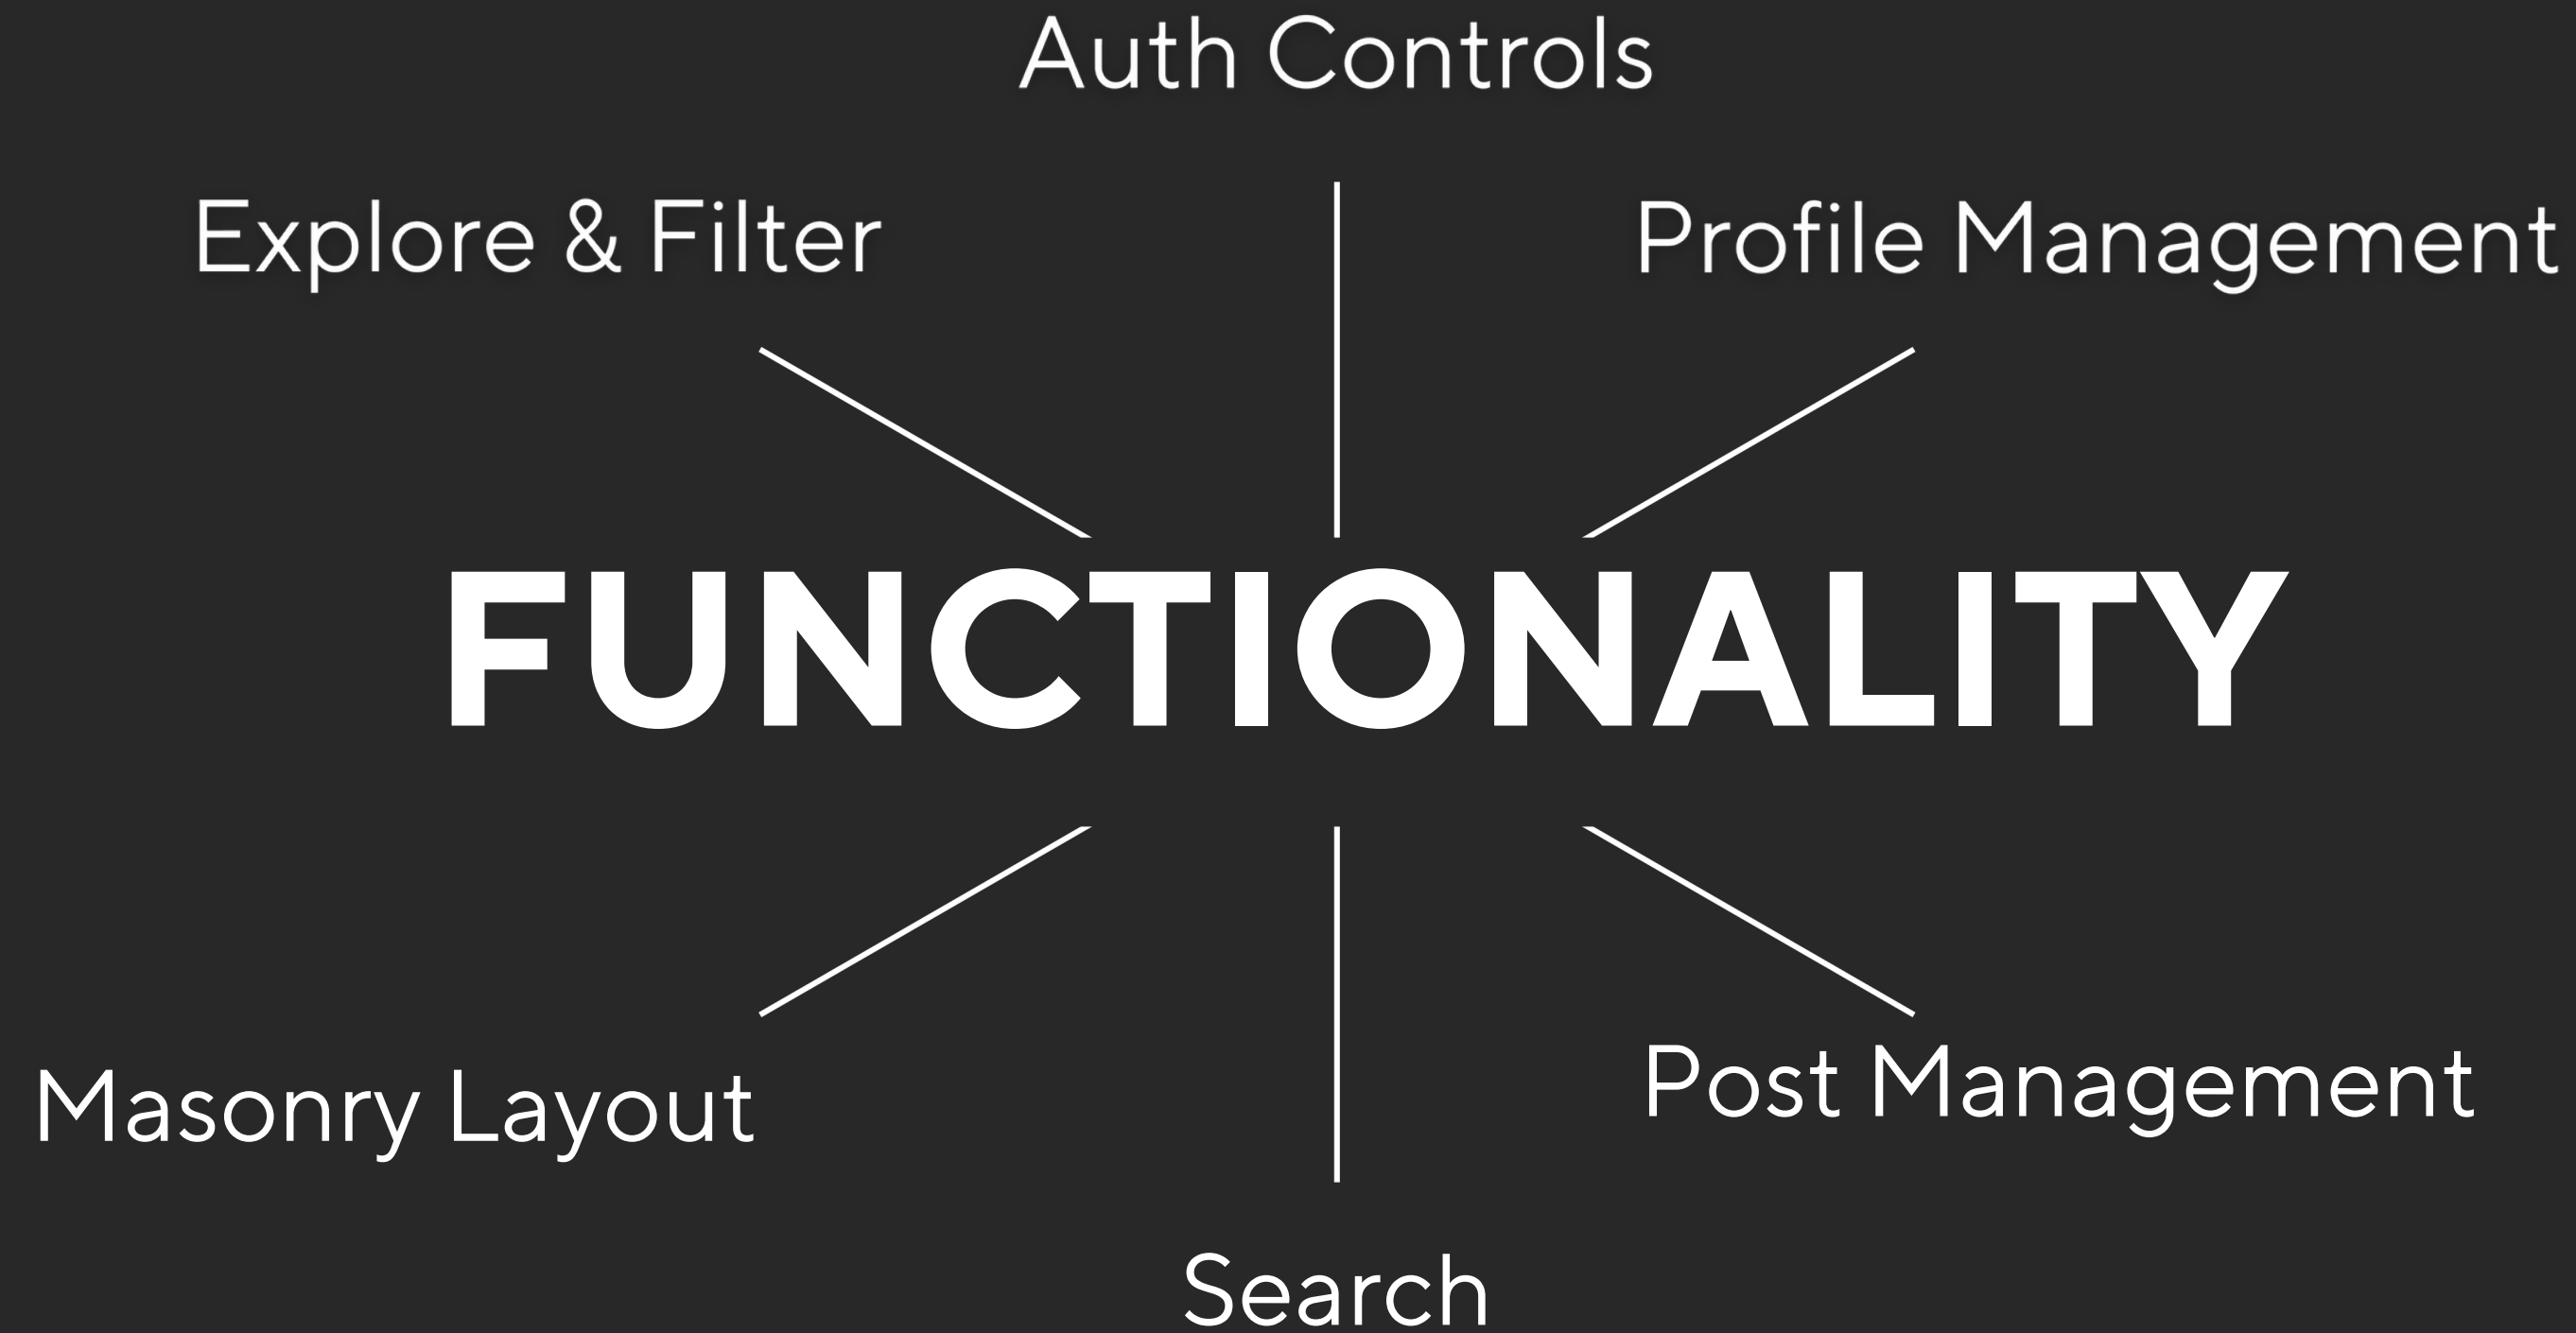 Auth Controls
Explore & Filter
Profile Management
FUNCTIONALITY
Masonry Layout
Post Management
Search